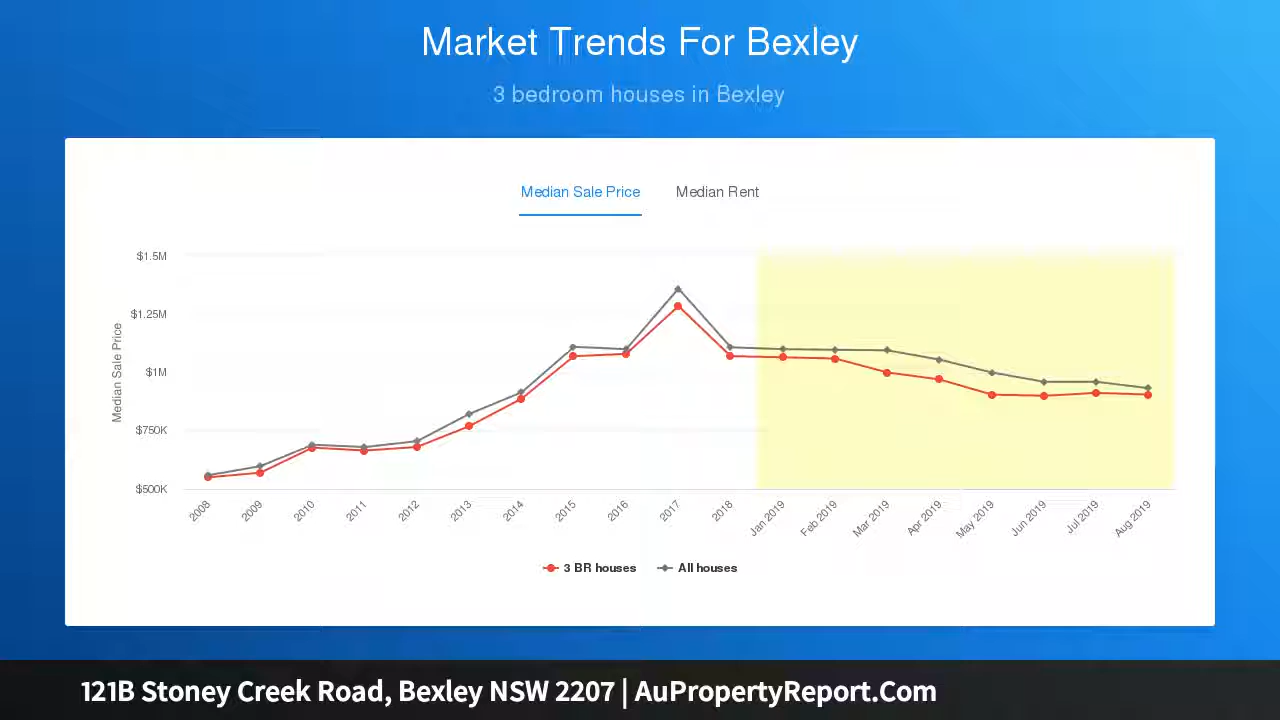 Market Trends For Bexley
3 bedroom houses in Bexley
Median Sale Price Median Rent
Median Sale Price
$1.5M
$1.25M
$1M
$750K
$500K
2008 2009 2010 2011 2012 2013 2014 2015 2016 2017 2018 Jan 2019 Feb 2019 Mar 2019 Apr 2019 May 2019 Jun 2019 Jul 2019 Aug 2019
3 BR houses All houses
121B Stoney Creek Road, Bexley NSW 2207 | AuPropertyReport.Com